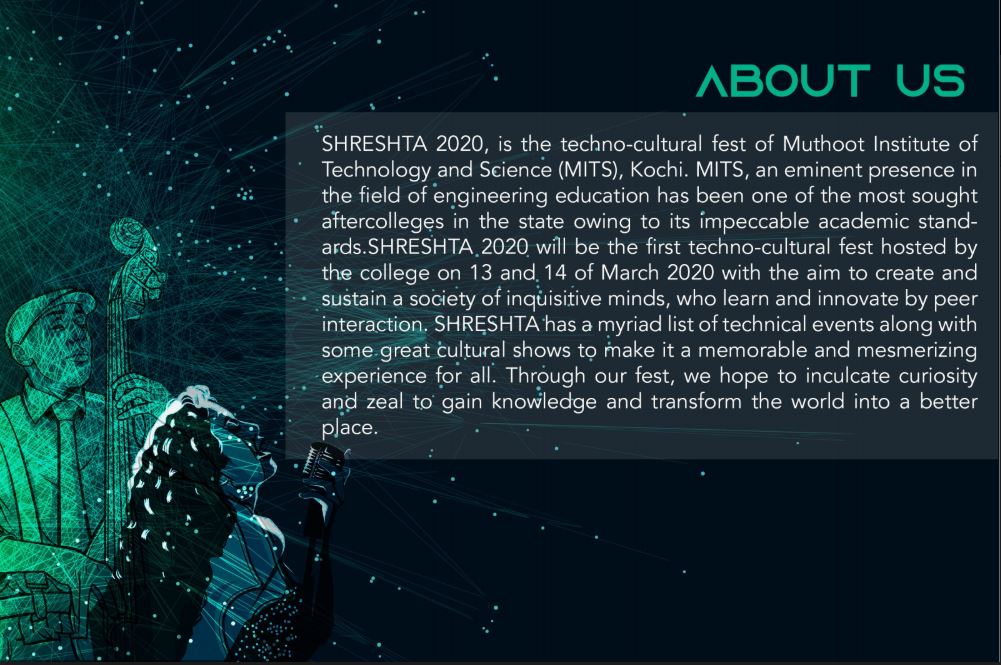 ABOUT US
SHRESHTA 2020, is the techno-cultural fest of Muthoot Institute of
Technology and Science (MITS), Kochi. MITS, an eminent presence in
the field of engineering education has been one of the most sought
aftercolleges in the state owing to its impeccable academic stand-
ards.SHRESHTA 2020 will be the first techno-cultural fest hosted by
the college on 13 and 14 of March 2020 with the aim to create and
sustain a society of inquisitive minds, who learn and innovate by peer
interaction. SHRESHTA has a myriad list of technical events along with
some great cultural shows to make it a memorable and mesmerizing
experience for all. Through our fest, we hope to inculcate curiosity
and zeal to gain knowledge and transform the world into a better
place.